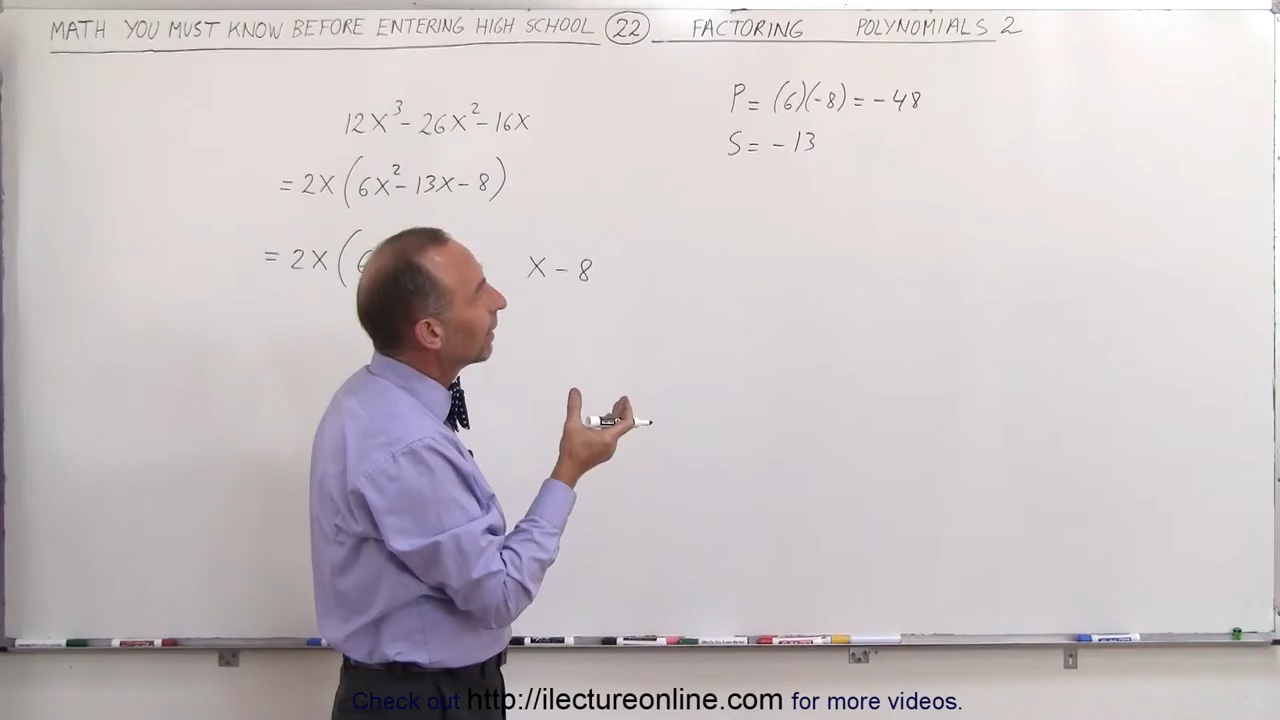 MATH YOU MUST KNOW BEFORE ENTERING HIGH SCHOOL 22 FACTORING POLYNOMIALS 2
12X³ - 26X² - 16X
= 2X (6X² - 13X - 8)
= 2X (6 X - 8
P = (6)(-8) = -48
S = -13
Check out http://ilectureonline.com for more videos.